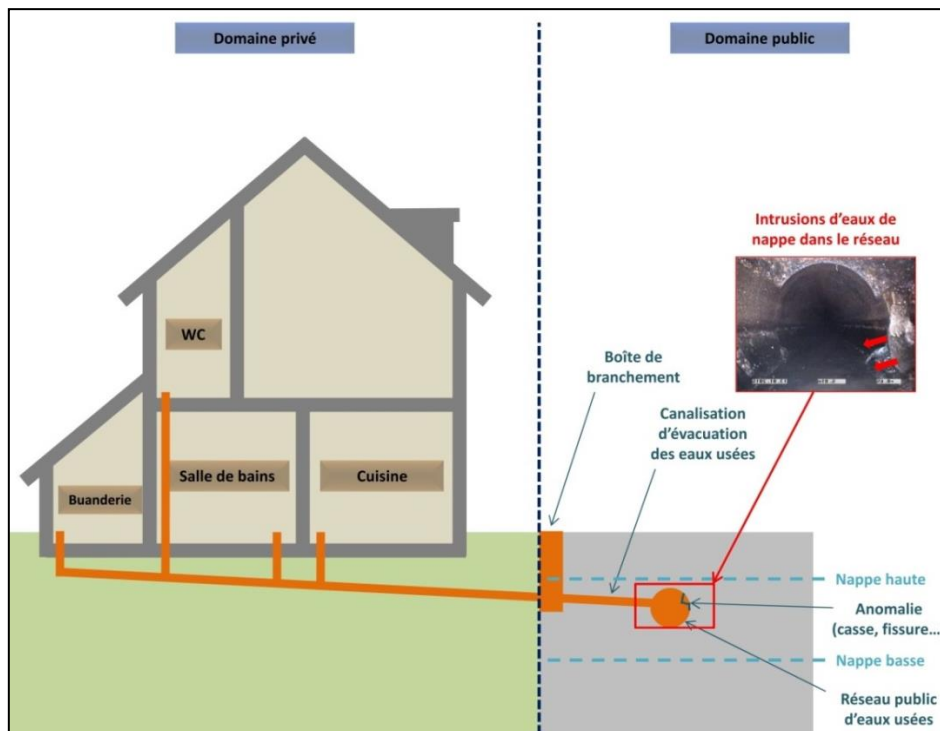 Domaine privé
Domaine public
Intrusions d'eaux de
nappe dans le réseau
WC
Boîte de
branchement
Canalisation
d'évacuation
des eaux usées
Salle de bains
Cuisine
Buanderie
Nappe haute
Anomalie
(casse, fissure...
Nappe basse
Réseau public
d'eaux usées